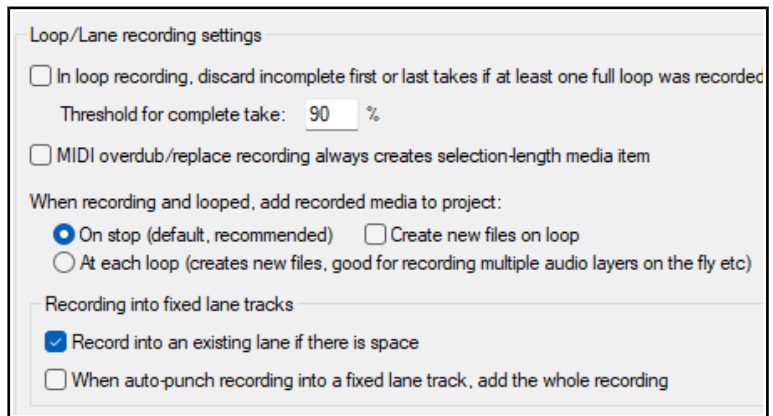 Loop/Lane recording settings
In loop recording, discard incomplete first or last takes if at least one full loop was recorded
Threshold for complete take: 90 %
MIDI overdub/replace recording always creates selection-length media item
When recording and looped, add recorded media to project:
On stop (default, recommended) Create new files on loop
At each loop (creates new files, good for recording multiple audio layers on the fly etc)
Recording into fixed lane tracks
Record into an existing lane if there is space
When auto-punch recording into a fixed lane track, add the whole recording